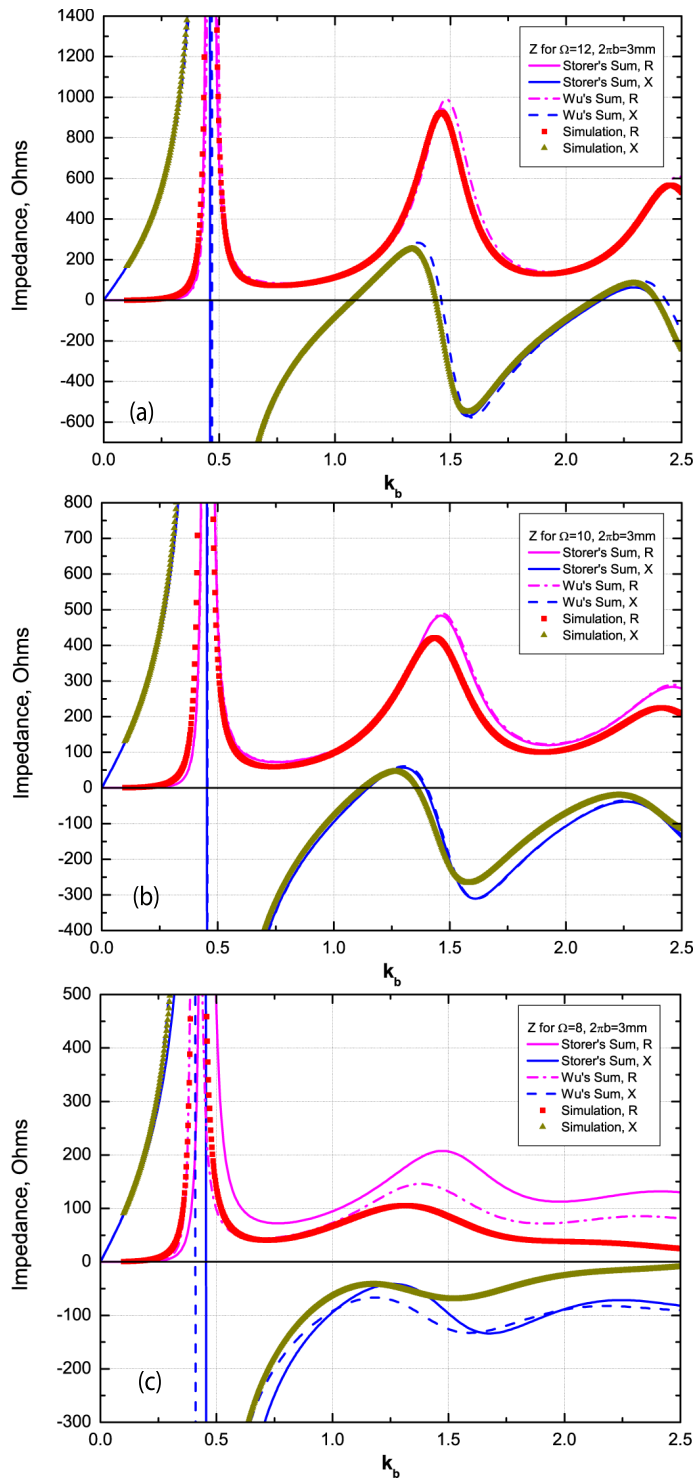 1400
1200
1000
800
600
400
200
0
-200
-400
-600
Impedance, Ohms
Z for Ω=12, 2πb=3mm
Storer's Sum, R
Storer's Sum, X
Wu's Sum, R
Wu's Sum, X
Simulation, R
Simulation, X
(a)
0.0 0.5 1.0 1.5 2.0 2.5
k_b
800
700
600
500
400
300
200
100
0
-100
-200
-300
-400
Impedance, Ohms
Z for Ω=10, 2πb=3mm
Storer's Sum, R
Storer's Sum, X
Wu's Sum, R
Wu's Sum, X
Simulation, R
Simulation, X
(b)
0.0 0.5 1.0 1.5 2.0 2.5
k_b
500
400
300
200
100
0
-100
-200
-300
Impedance, Ohms
Z for Ω=8, 2πb=3mm
Storer's Sum, R
Storer's Sum, X
Wu's Sum, R
Wu's Sum, X
Simulation, R
Simulation, X
(c)
0.0 0.5 1.0 1.5 2.0 2.5
k_b